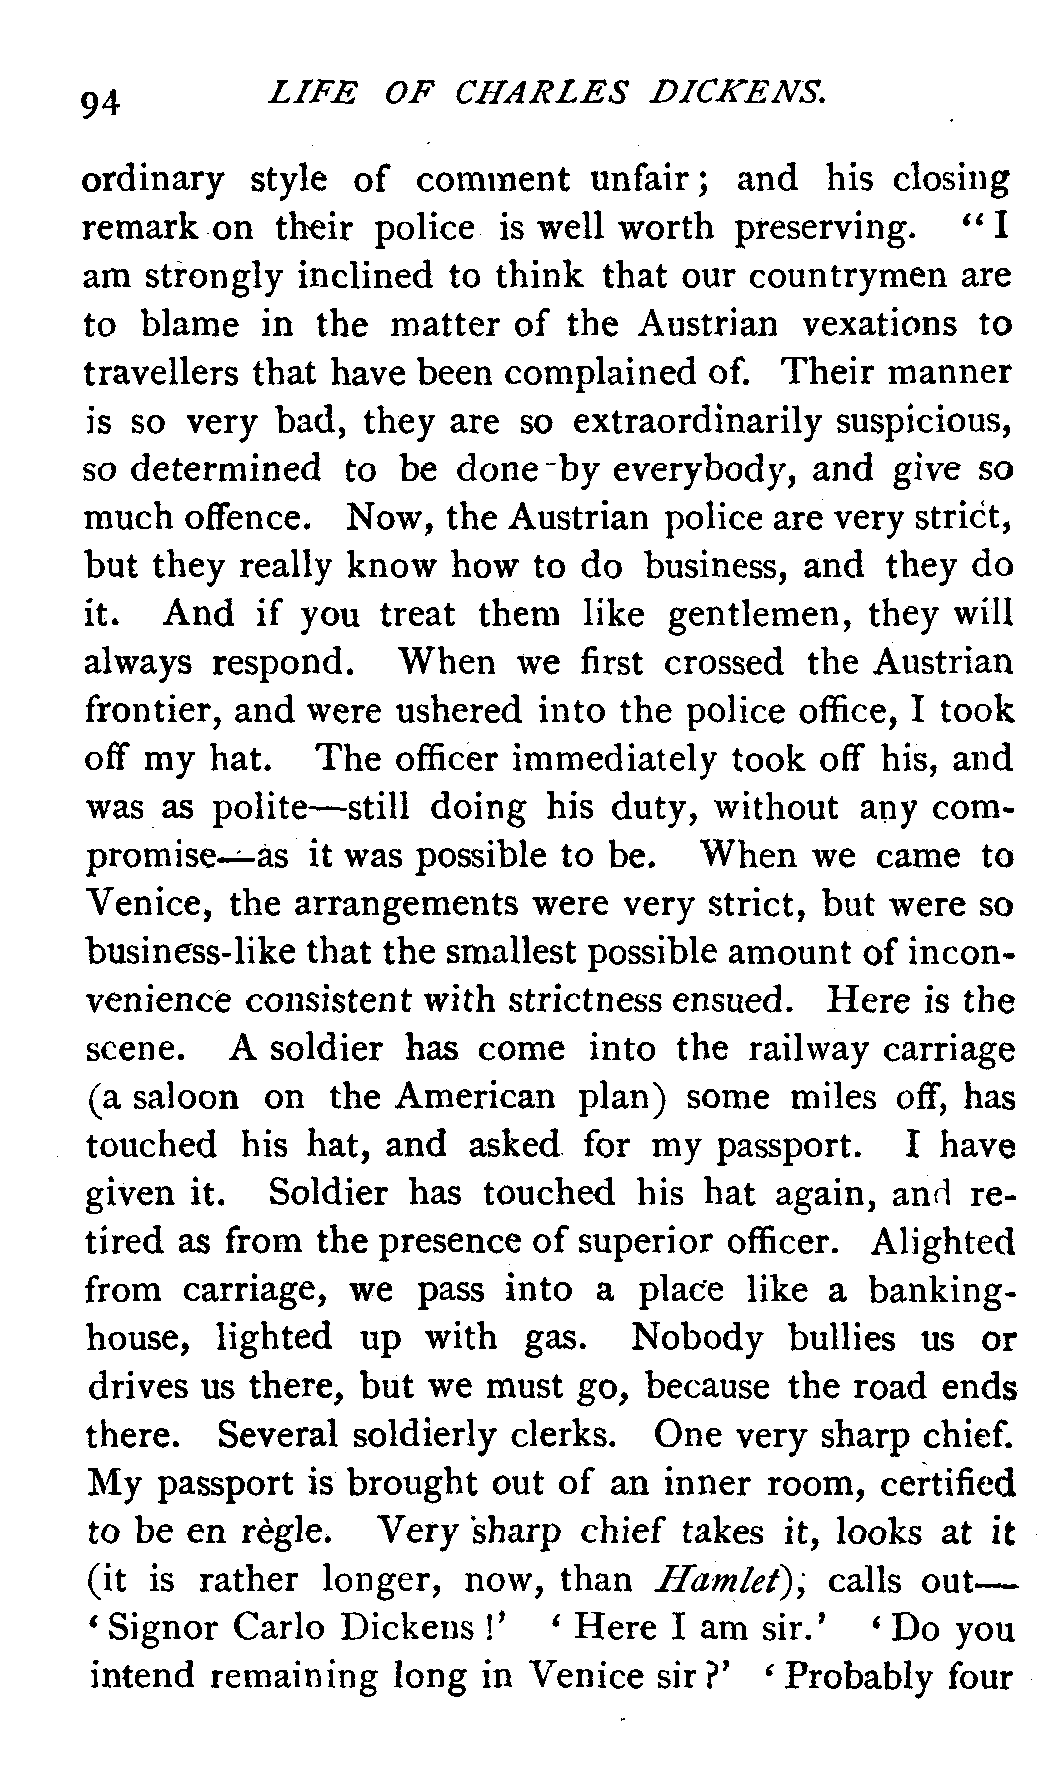 94 LIFE OF CHARLES DICKENS.
ordinary style of comment unfair; and his closing
remark on their police is well worth preserving. "I
am strongly inclined to think that our countrymen are
to blame in the matter of the Austrian vexations to
travellers that have been complained of. Their manner
is so very bad, they are so extraordinarily suspicious,
so determined to be done by everybody, and give so
much offence. Now, the Austrian police are very strict,
but they really know how to do business, and they do
it. And if you treat them like gentlemen, they will
always respond. When we first crossed the Austrian
frontier, and were ushered into the police office, I took
off my hat. The officer immediately took off his, and
was as polite—still doing his duty, without any com-
promise—as it was possible to be. When we came to
Venice, the arrangements were very strict, but were so
business-like that the smallest possible amount of incon-
venience consistent with strictness ensued. Here is the
scene. A soldier has come into the railway carriage
(a saloon on the American plan) some miles off, has
touched his hat, and asked for my passport. I have
given it. Soldier has touched his hat again, and re-
tired as from the presence of superior officer. Alighted
from carriage, we pass into a place like a banking-
house, lighted up with gas. Nobody bullies us or
drives us there, but we must go, because the road ends
there. Several soldierly clerks. One very sharp chief.
My passport is brought out of an inner room, certified
to be en règle. Very sharp chief takes it, looks at it
(it is rather longer, now, than Hamlet), calls out—
'Signor Carlo Dickens!' 'Here I am sir.' 'Do you
intend remaining long in Venice sir?' 'Probably four